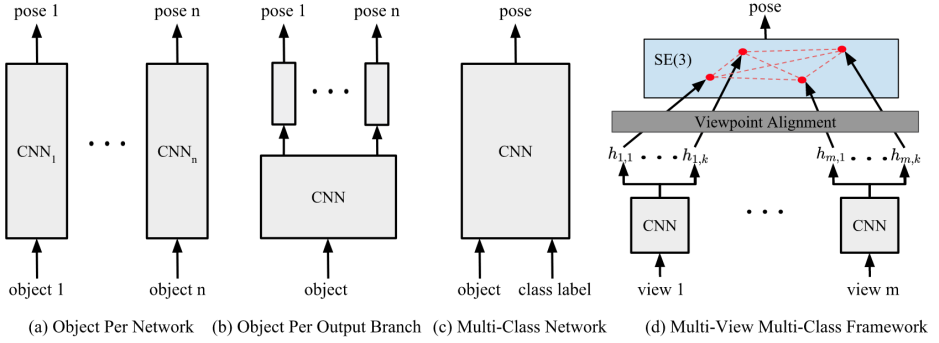 pose 1
pose n
pose 1
pose n
pose
pose
SE(3)
Viewpoint Alignment
CNN1
CNNn
CNN
CNN
h1,1
h1,k
hm,1
hm,k
CNN
CNN
object 1
object n
object
object
class label
view 1
view m
(a) Object Per Network
(b) Object Per Output Branch
(c) Multi-Class Network
(d) Multi-View Multi-Class Framework